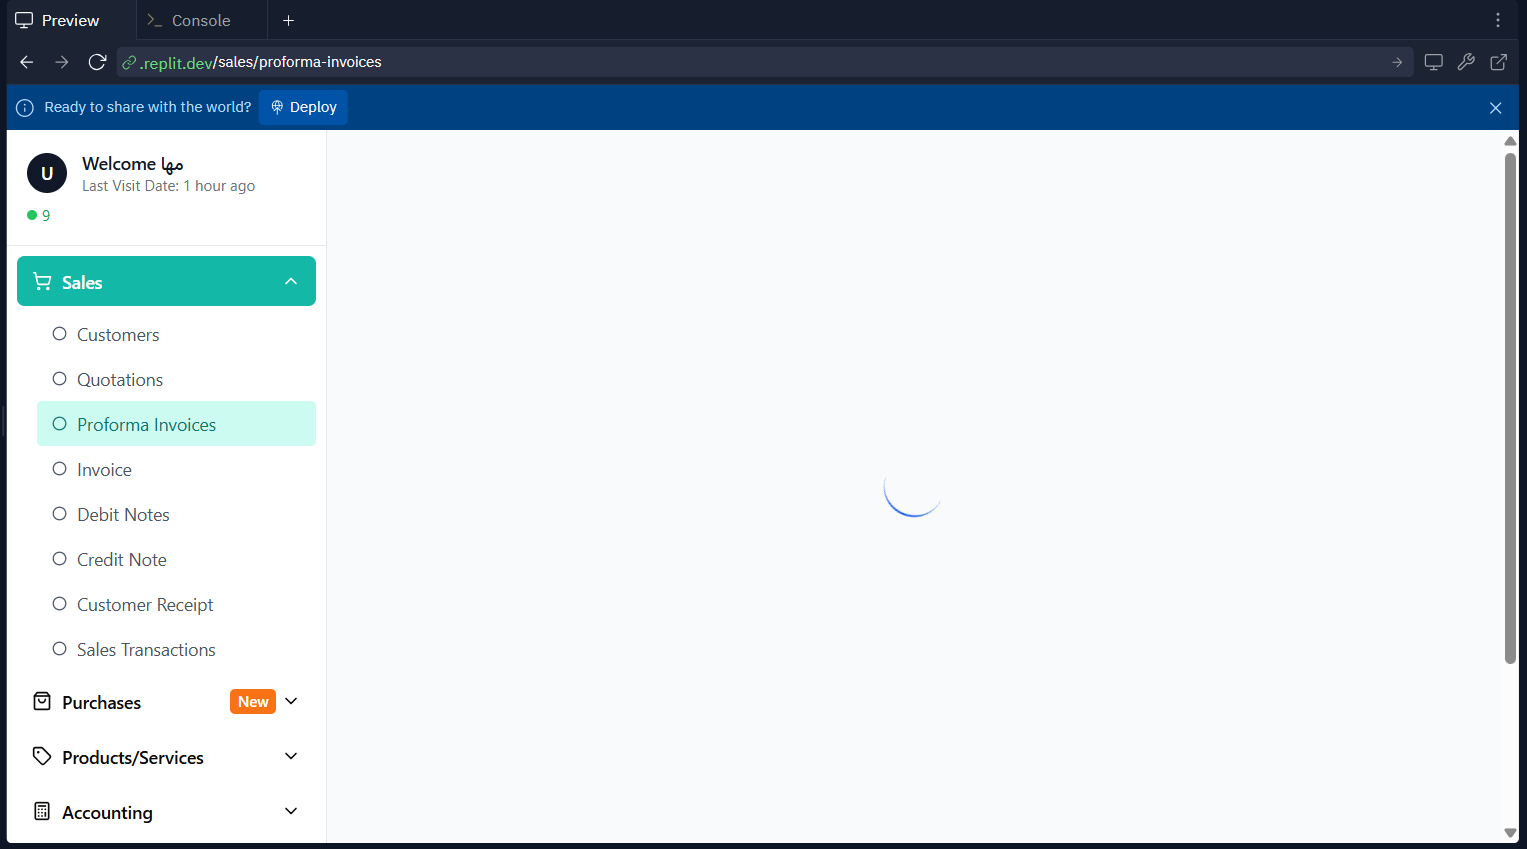 Preview
Console
.replit.dev/sales/proforma-invoices
Ready to share with the world?
Deploy
U
Welcome مها
Last Visit Date: 1 hour ago
9
Sales
Customers
Quotations
Proforma Invoices
Invoice
Debit Notes
Credit Note
Customer Receipt
Sales Transactions
Purchases
New
Products/Services
Accounting